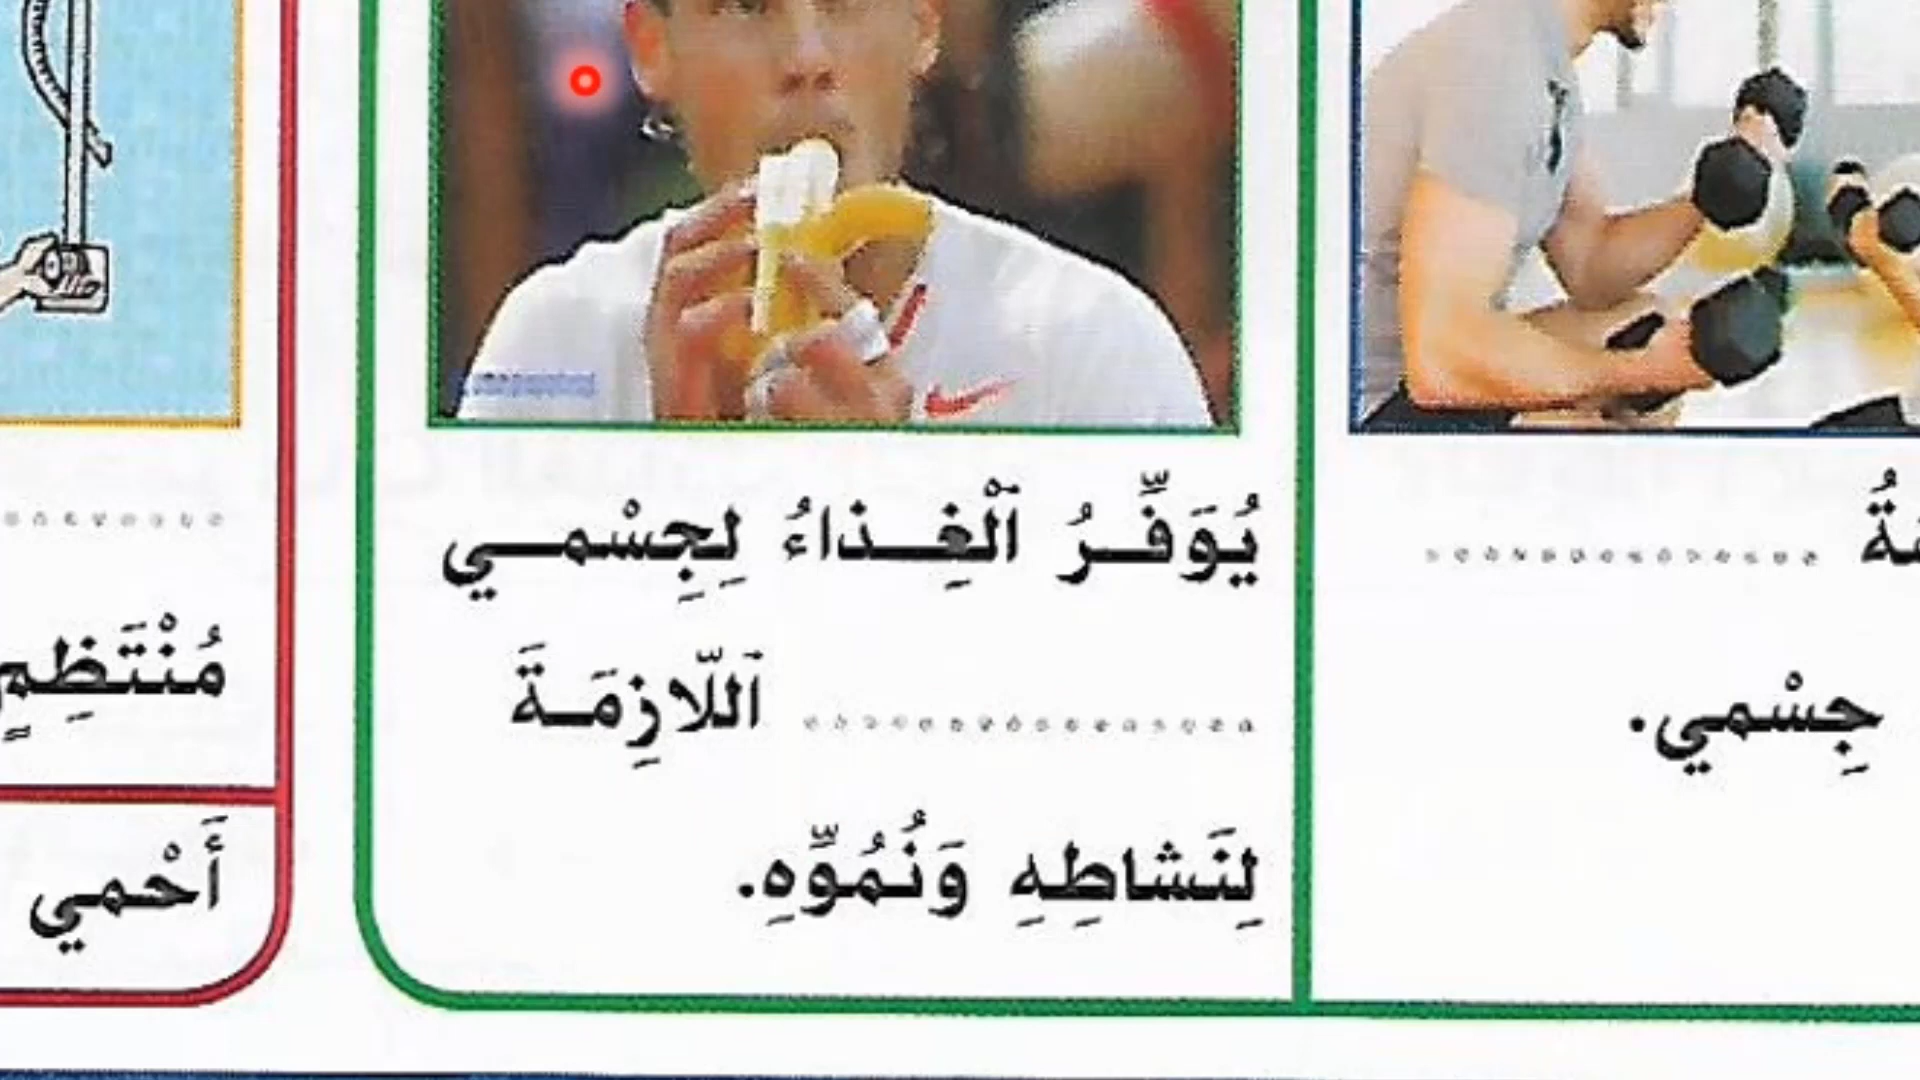 عَةُ ....................
جِسْمي.
يُوَفِّرُ ٱلْغِذاءُ لِجِسْمي
.................... ٱللّازِمَةَ
لِنَشاطِهِ وَنُمُوِّهِ.
....................
مُنْتَظِمٍ
أَحْمي